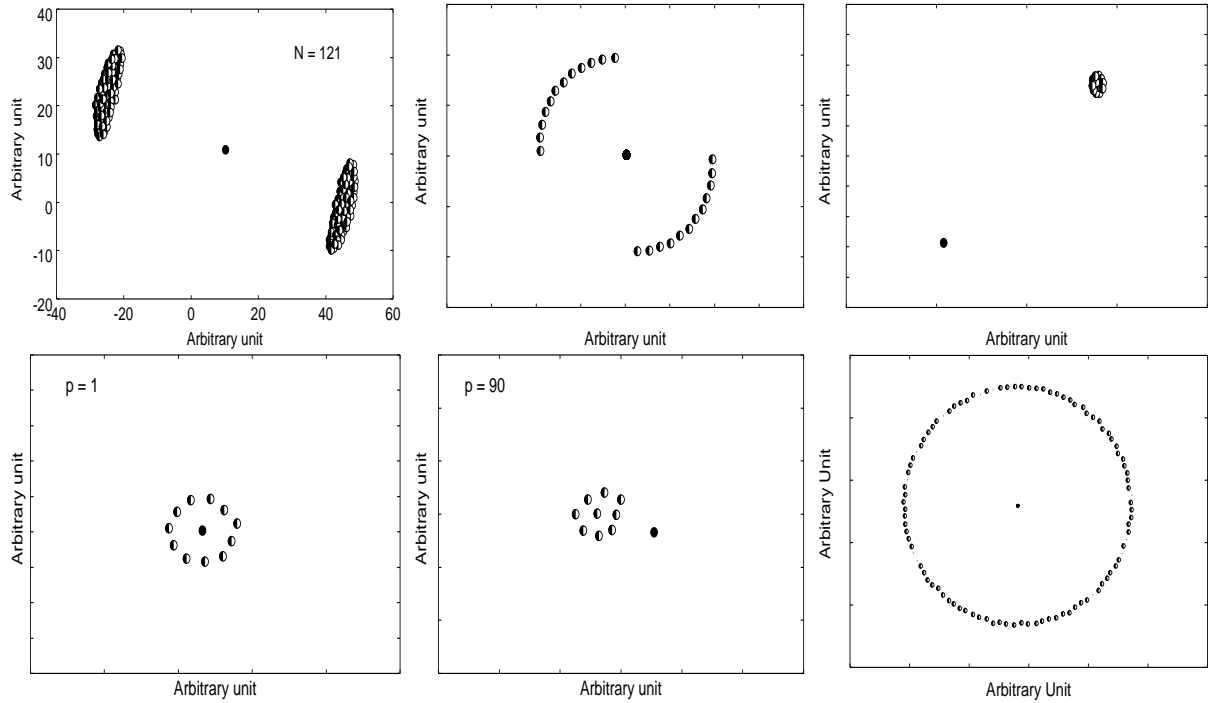 40
30
20
10
0
-10
-20
-40
-20
0
20
40
60
N = 121
Arbitrary unit
Arbitrary unit
Arbitrary unit
Arbitrary unit
Arbitrary unit
Arbitrary unit
p = 1
Arbitrary unit
Arbitrary unit
p = 90
Arbitrary unit
Arbitrary unit
Arbitrary Unit
Arbitrary Unit